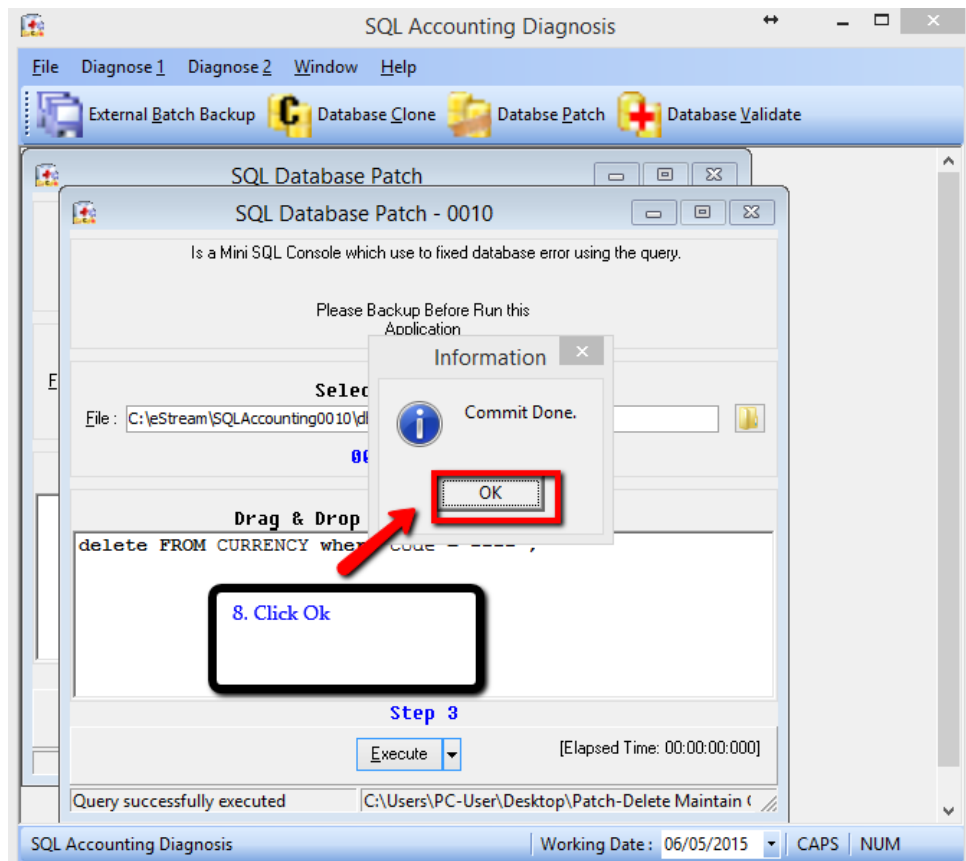 SQL Accounting Diagnosis
File Diagnose 1 Diagnose 2 Window Help
External Batch Backup Database Clone Databse Patch Database Validate
SQL Database Patch
SQL Database Patch - 0010
Is a Mini SQL Console which use to fixed database error using the query.
Please Backup Before Run this
Application
Information
Commit Done.
OK
F
File : C:\eStream\SQLAccounting0010\
Drag & Drop
delete FROM CURRENCY code = ;
8. Click Ok
Step 3
Execute
[Elapsed Time: 00:00:00:000]
Query successfully executed C:\Users\PC-User\Desktop\Patch-Delete Maintain
SQL Accounting Diagnosis Working Date : 06/05/2015 CAPS NUM